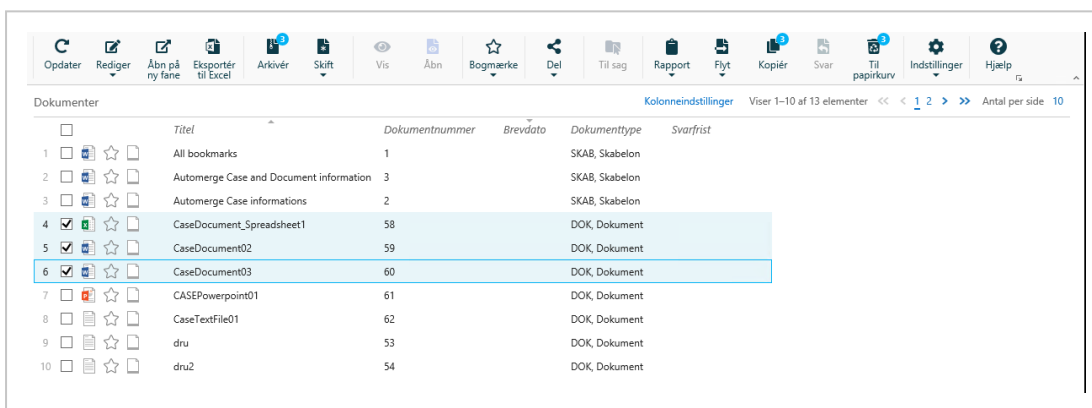 3 3 3 3
Opdater Rediger Åbn på ny fane Eksportér til Excel Arkivér Skift Vis Åbn Bogmærke Del Til sag Rapport Flyt Kopiér Svar Til papirkurv Indstillinger Hjælp
Dokumenter Kolonneindstillinger Viser 1–10 af 13 elementer << < 1 2 > >> Antal per side 10
Titel Dokumentnummer Brevdato Dokumenttype Svarfrist
1 All bookmarks 1 SKAB, Skabelon
2 Automerge Case and Document information 3 SKAB, Skabelon
3 Automerge Case informations 2 SKAB, Skabelon
4 CaseDocument_Spreadsheet1 58 DOK, Dokument
5 CaseDocument02 59 DOK, Dokument
6 CaseDocument03 60 DOK, Dokument
7 CASEPowerpoint01 61 DOK, Dokument
8 CaseTextFile01 62 DOK, Dokument
9 dru 53 DOK, Dokument
10 dru2 54 DOK, Dokument